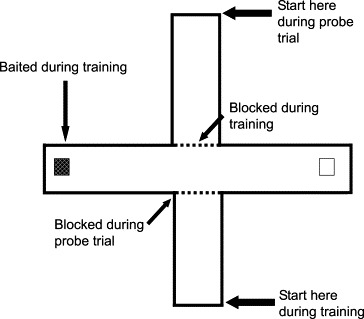 Start here
during probe
trial
Baited during training
Blocked during
training
Blocked during
probe trial
Start here
during training